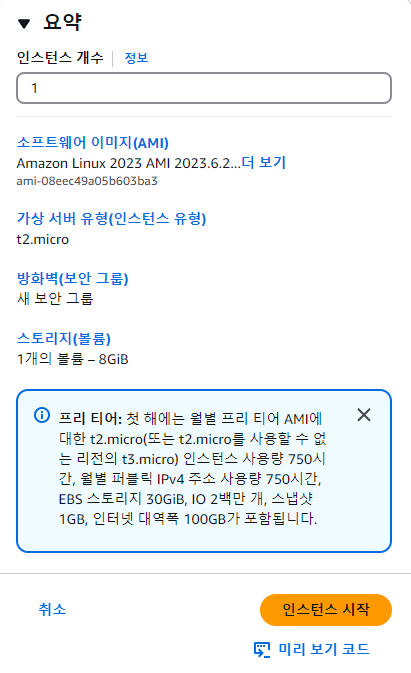 요약
인스턴스 개수 정보
1
소프트웨어 이미지(AMI)
Amazon Linux 2023 AMI 2023.6.2...더 보기
ami-08eec49a05b603ba3
가상 서버 유형(인스턴스 유형)
t2.micro
방화벽(보안 그룹)
새 보안 그룹
스토리지(볼륨)
1개의 볼륨 – 8GiB
프리 티어: 첫 해에는 월별 프리 티어 AMI에
대한 t2.micro(또는 t2.micro를 사용할 수 없
는 리전의 t3.micro) 인스턴스 사용량 750시
간, 월별 퍼블릭 IPv4 주소 사용량 750시간,
EBS 스토리지 30GiB, IO 2백만 개, 스냅샷
1GB, 인터넷 대역폭 100GB가 포함됩니다.
취소
인스턴스 시작
미리 보기 코드